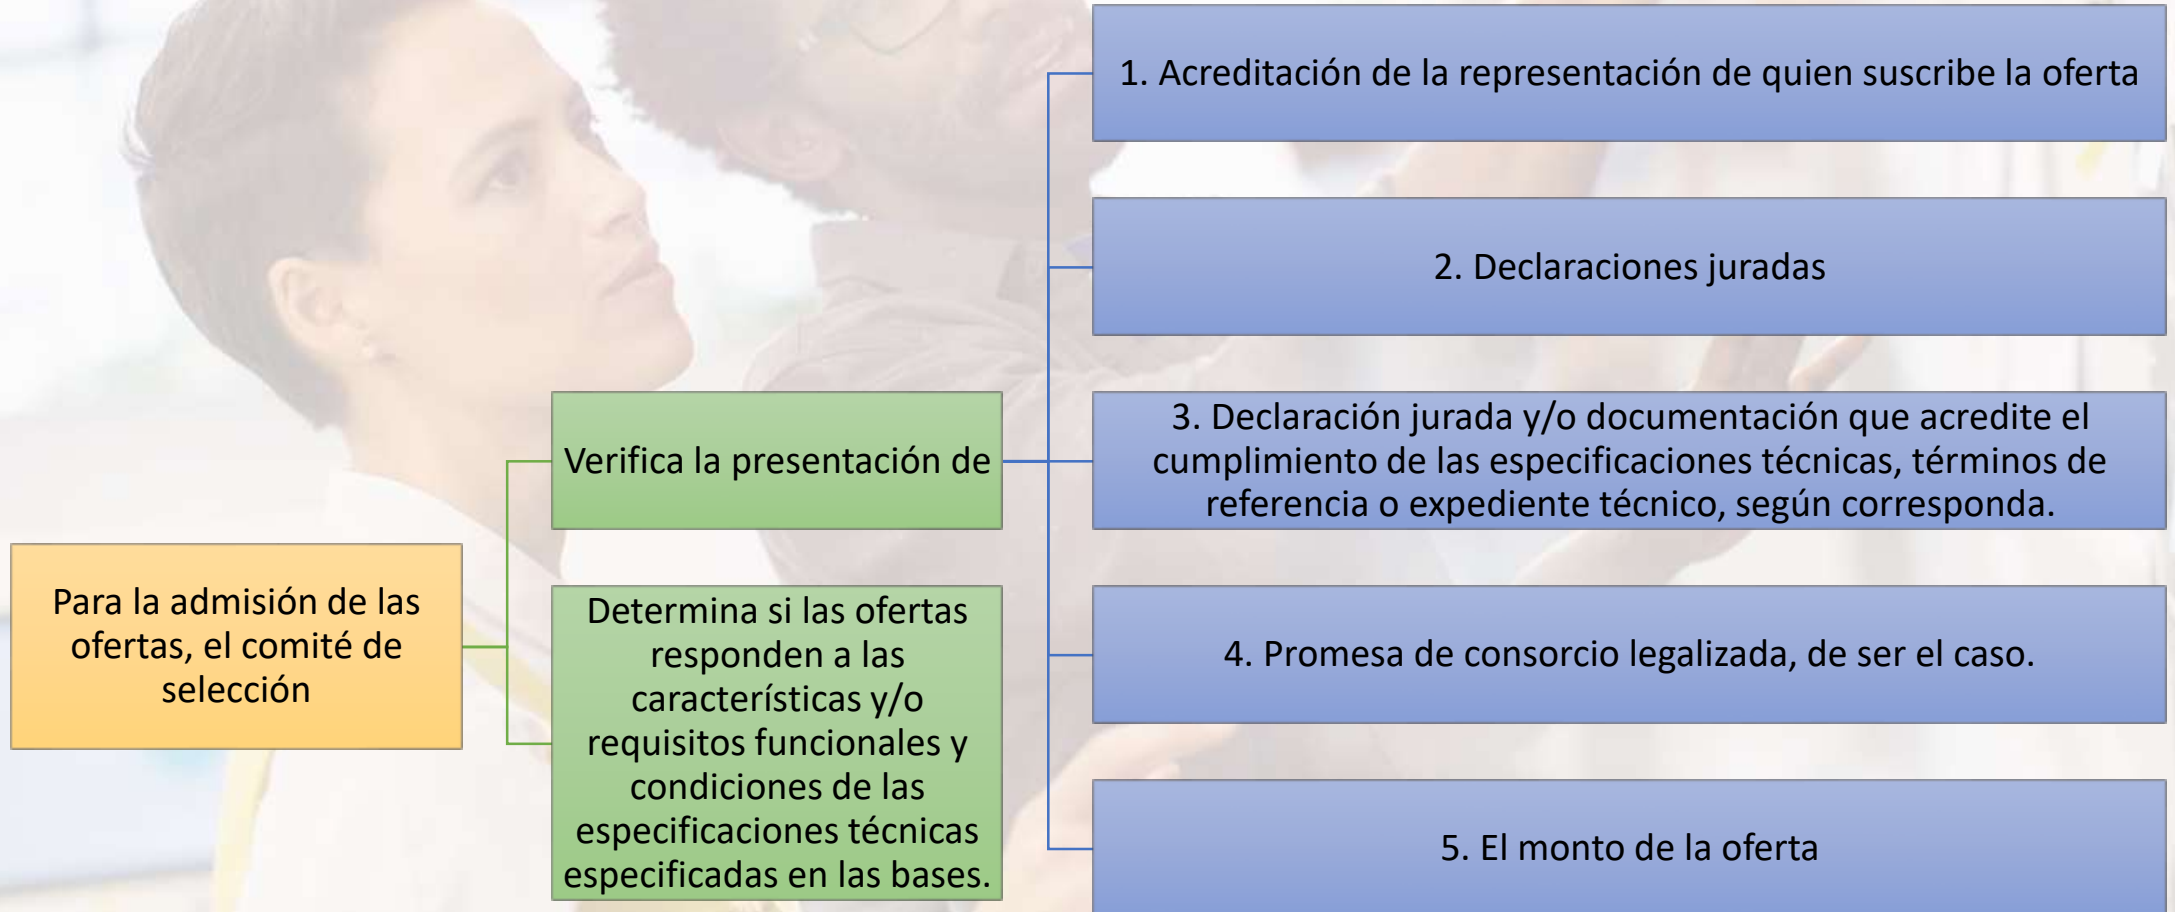 Para la admisión de las
ofertas, el comité de
selección
Verifica la presentación de
Determina si las ofertas
responden a las
características y/o
requisitos funcionales y
condiciones de las
especificaciones técnicas
especificadas en las bases.
1. Acreditación de la representación de quien suscribe la oferta
2. Declaraciones juradas
3. Declaración jurada y/o documentación que acredite el
cumplimiento de las especificaciones técnicas, términos de
referencia o expediente técnico, según corresponda.
4. Promesa de consorcio legalizada, de ser el caso.
5. El monto de la oferta